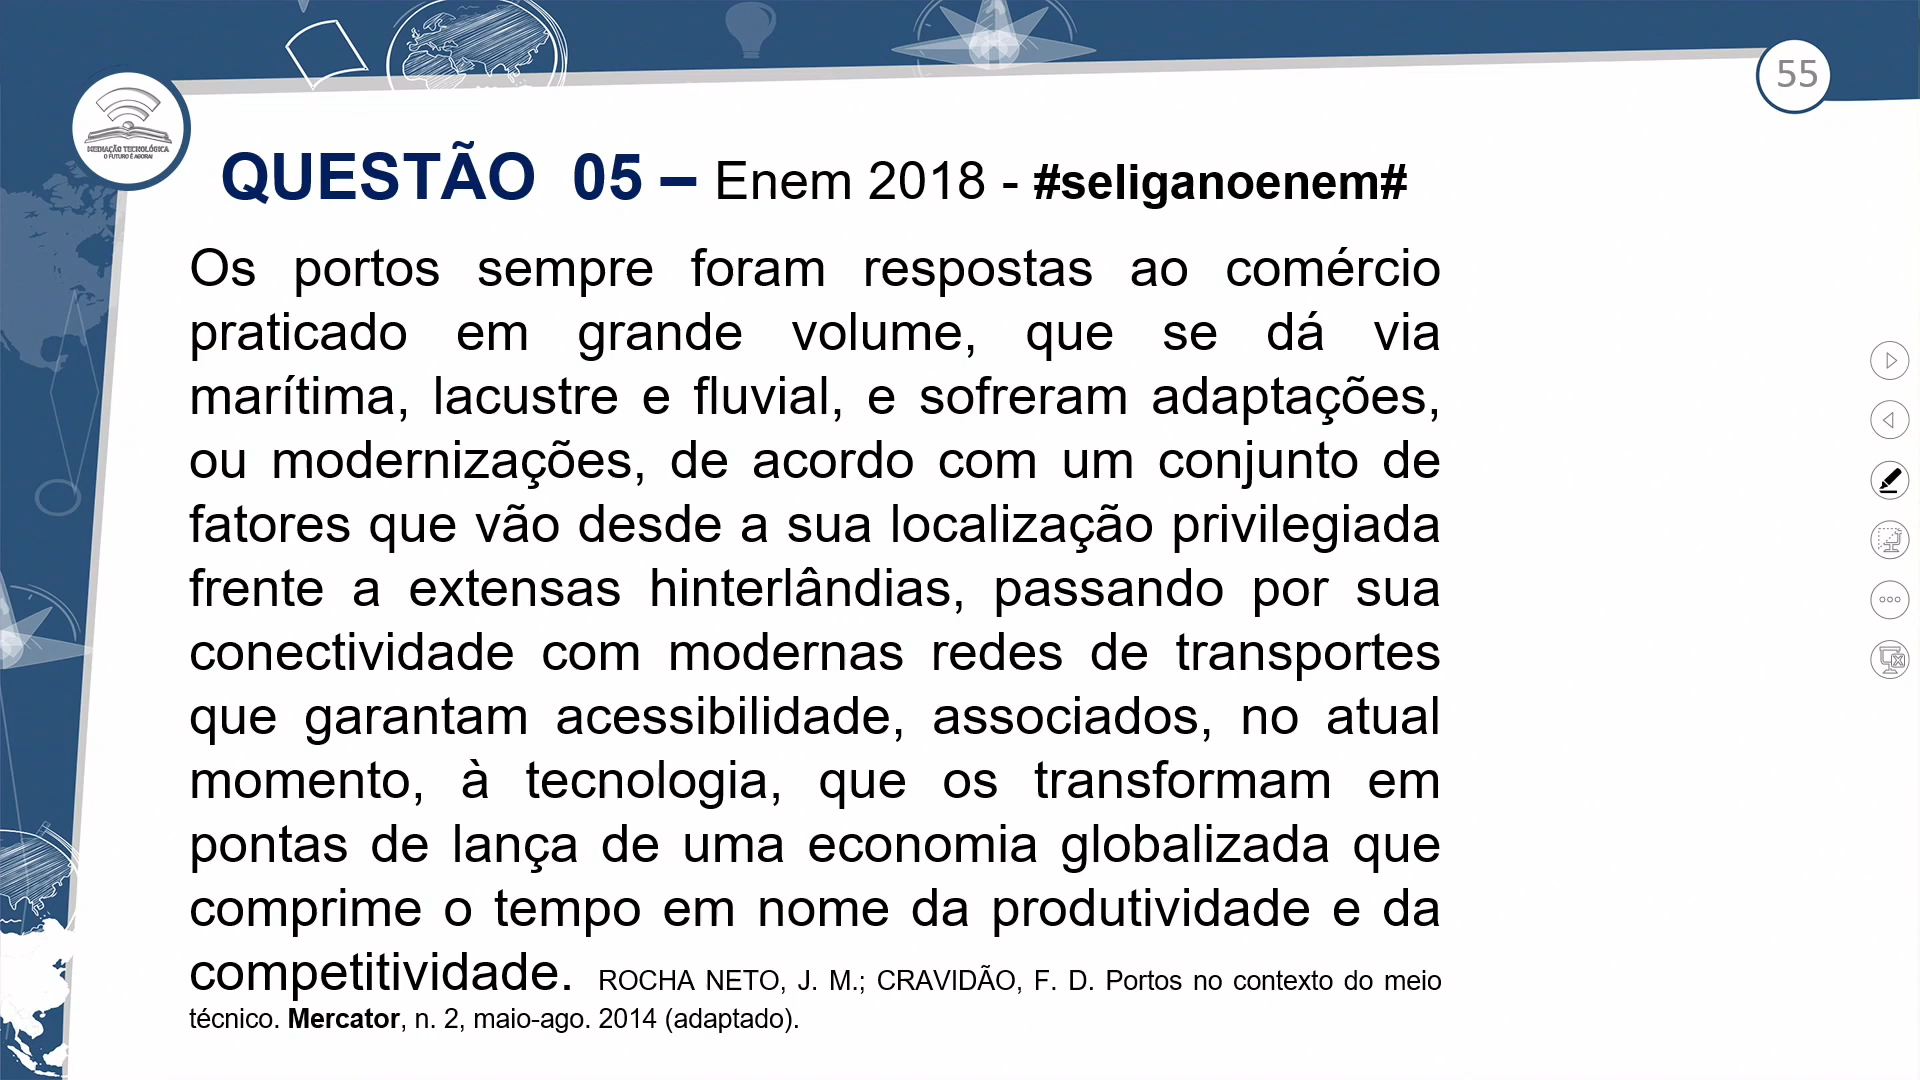 55
MEDIAÇÃO TECNOLÓGICA
O FUTURO É AGORA!
QUESTÃO 05 – Enem 2018 - #seliganoenem#
Os portos sempre foram respostas ao comércio
praticado em grande volume, que se dá via
marítima, lacustre e fluvial, e sofreram adaptações,
ou modernizações, de acordo com um conjunto de
fatores que vão desde a sua localização privilegiada
frente a extensas hinterlândias, passando por sua
conectividade com modernas redes de transportes
que garantam acessibilidade, associados, no atual
momento, à tecnologia, que os transformam em
pontas de lança de uma economia globalizada que
comprime o tempo em nome da produtividade e da
competitividade. ROCHA NETO, J. M.; CRAVIDÃO, F. D. Portos no contexto do meio
técnico. Mercator, n. 2, maio-ago. 2014 (adaptado).